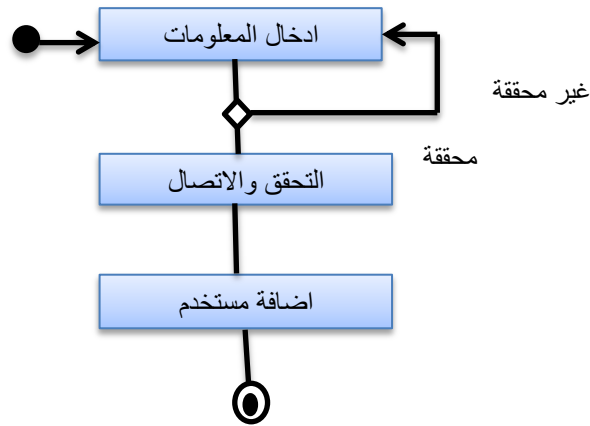 ادخال المعلومات
غير محققة
محققة
التحقق والاتصال
اضافة مستخدم